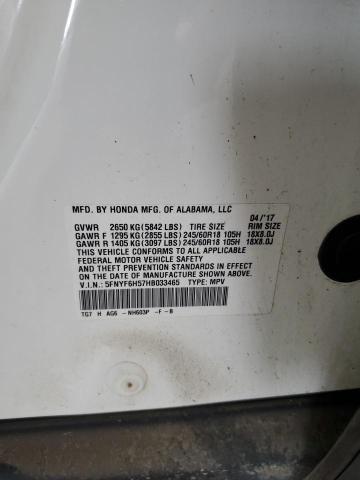 MFD. BY HONDA MFG. OF ALABAMA, LLC 04/'17
GVWR 2650 KG(5842 LBS) TIRE SIZE RIM SIZE
GAWR F 1295 KG(2855 LBS) 245/60R18 105H 18X8.0J
GAWR R 1405 KG(3097 LBS) 245/60R18 105H 18X8.0J
THIS VEHICLE CONFORMS TO ALL APPLICABLE
FEDERAL MOTOR VEHICLE SAFETY
AND THEFT PREVENTION STANDARDS IN EFFECT
ON THE DATE OF MANUFACTURE SHOWN ABOVE.
V.I.N.: 5FNYF6H57HB033465 TYPE: MPV
TG7 H AG6 -NH603P -F -B